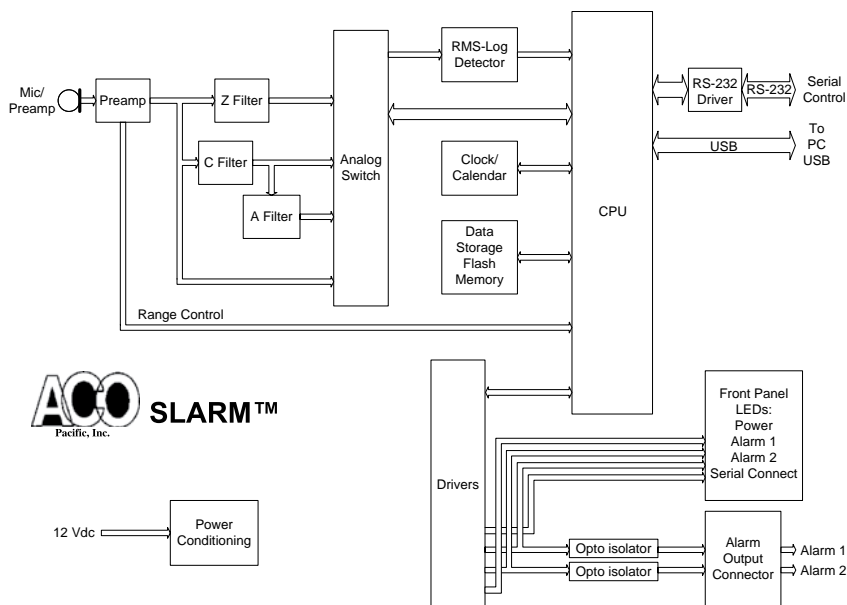 Mic/
Preamp
Preamp
Z Filter
C Filter
A Filter
Analog
Switch
RMS-Log
Detector
Clock/
Calendar
Data
Storage
Flash
Memory
CPU
RS-232
Driver
RS-232
Serial
Control
USB
To
PC
USB
Range Control
ACO
Pacific, Inc.
SLARM™
Drivers
Front Panel
LEDs:
Power
Alarm 1
Alarm 2
Serial Connect
12 Vdc
Power
Conditioning
Opto isolator
Opto isolator
Alarm
Output
Connector
Alarm 1
Alarm 2